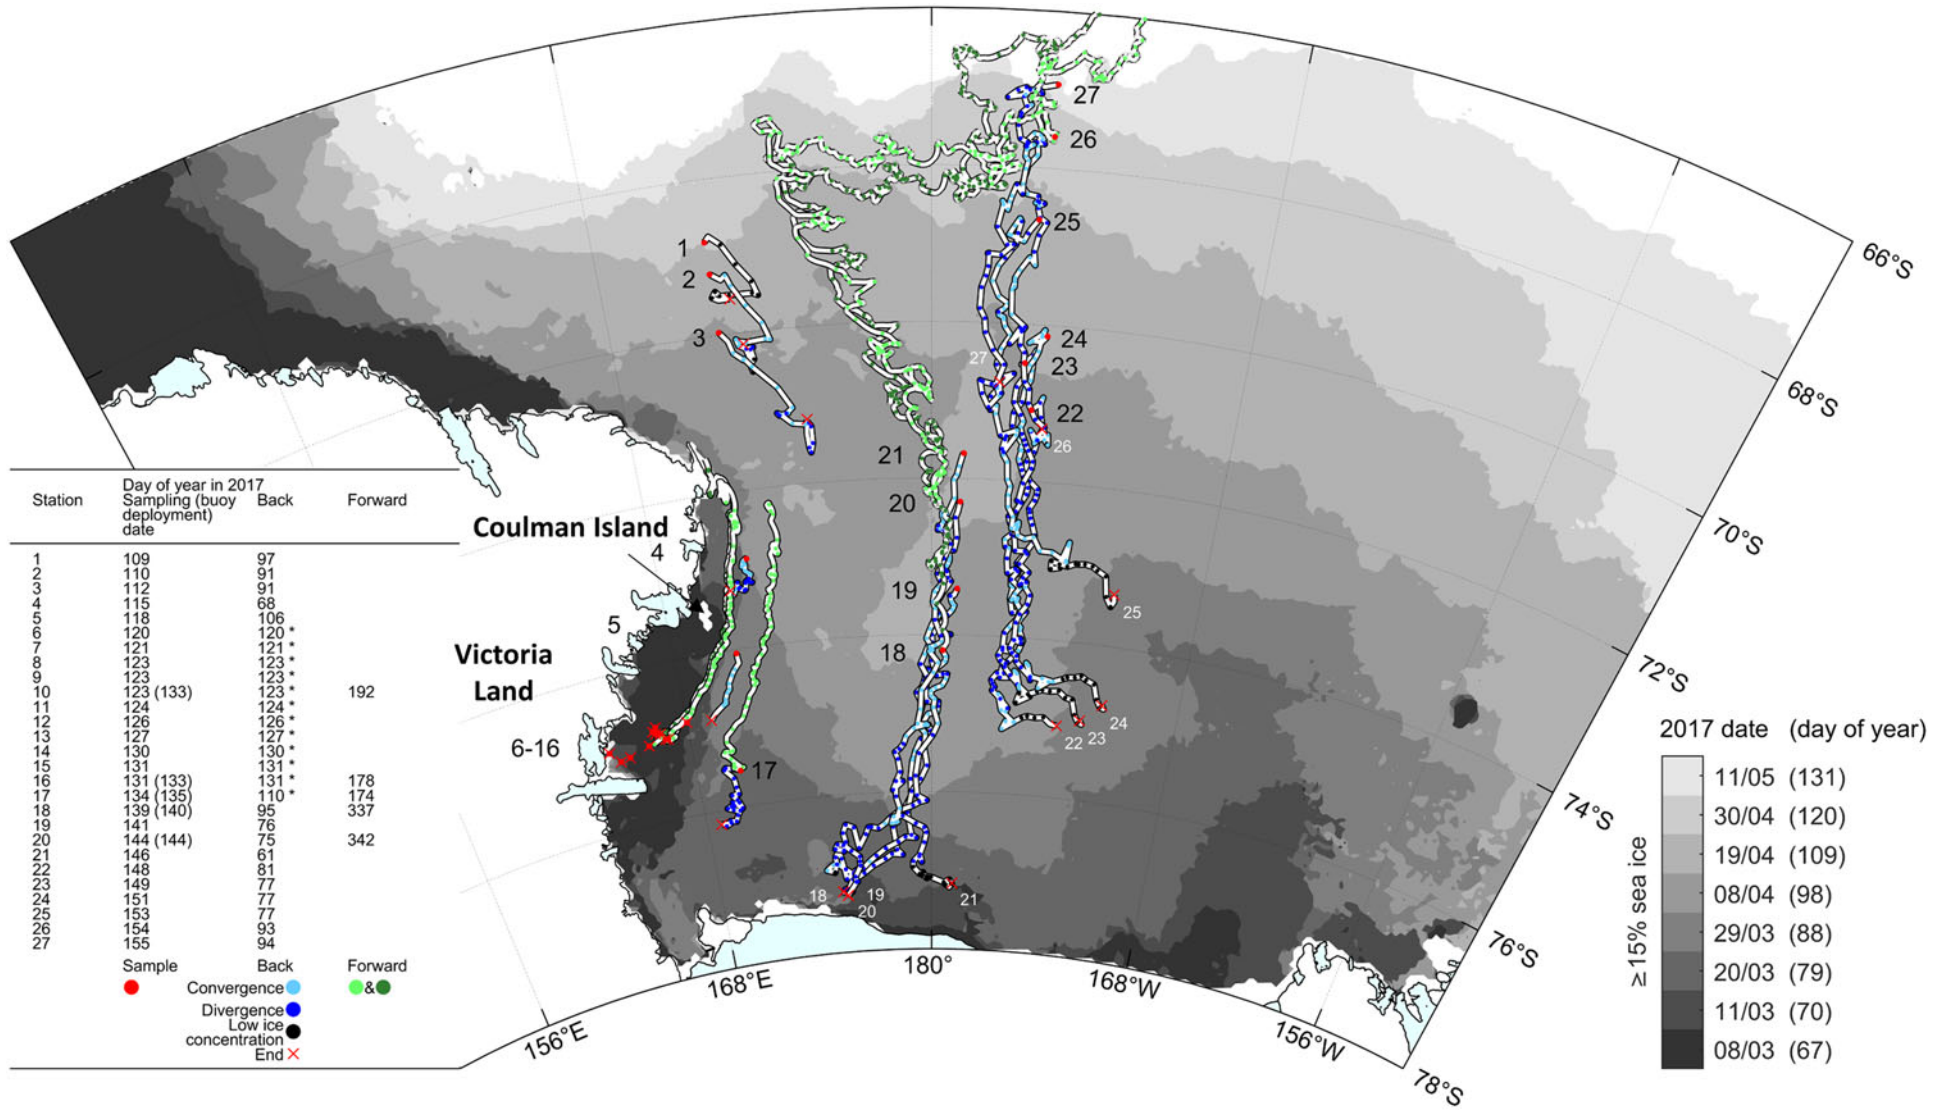 27
26
25
24
23
22
1
2
3
27
26
21
20
19
18
25
24
23
22
17
18
19
20
21
4
5
6-16
Coulman Island
Victoria
Land
66°S
68°S
70°S
72°S
74°S
76°S
78°S
156°E
168°E
180°
168°W
156°W
Day of year in 2017
Station Sampling (buoy Back Forward
deployment)
date
1 109 97
2 110 91
3 112 91
4 115 68
5 118 106
6 120 120 *
7 121 121 *
8 123 123 *
9 123 123 *
10 123 (133) 123 * 192
11 124 124 *
12 126 126 *
13 127 127 *
14 130 130 *
15 131 131 *
16 131 (133) 131 * 178
17 134 (135) 110 * 174
18 139 (140) 95 337
19 141 76
20 144 (144) 75 342
21 146 61
22 148 81
23 149 77
24 151 77
25 153 77
26 154 93
27 155 94
Sample Back Forward
Convergence &
Divergence
Low ice
concentration
End
2017 date (day of year)
≥15% sea ice
11/05 (131)
30/04 (120)
19/04 (109)
08/04 (98)
29/03 (88)
20/03 (79)
11/03 (70)
08/03 (67)